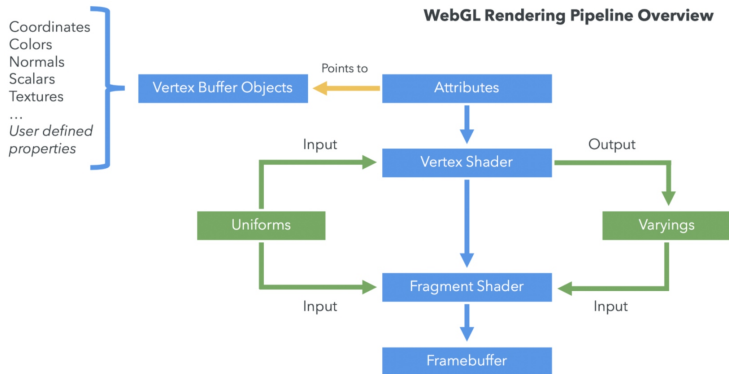 WebGL Rendering Pipeline Overview
Coordinates
Colors
Normals
Scalars
Textures
…
User defined
properties
Vertex Buffer Objects
Points to
Attributes
Input
Vertex Shader
Output
Uniforms
Varyings
Input
Fragment Shader
Input
Framebuffer